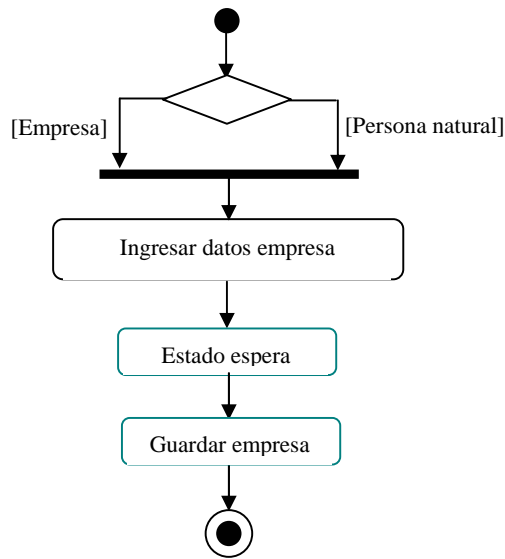 [Empresa]
[Persona natural]
Ingresar datos empresa
Estado espera
Guardar empresa